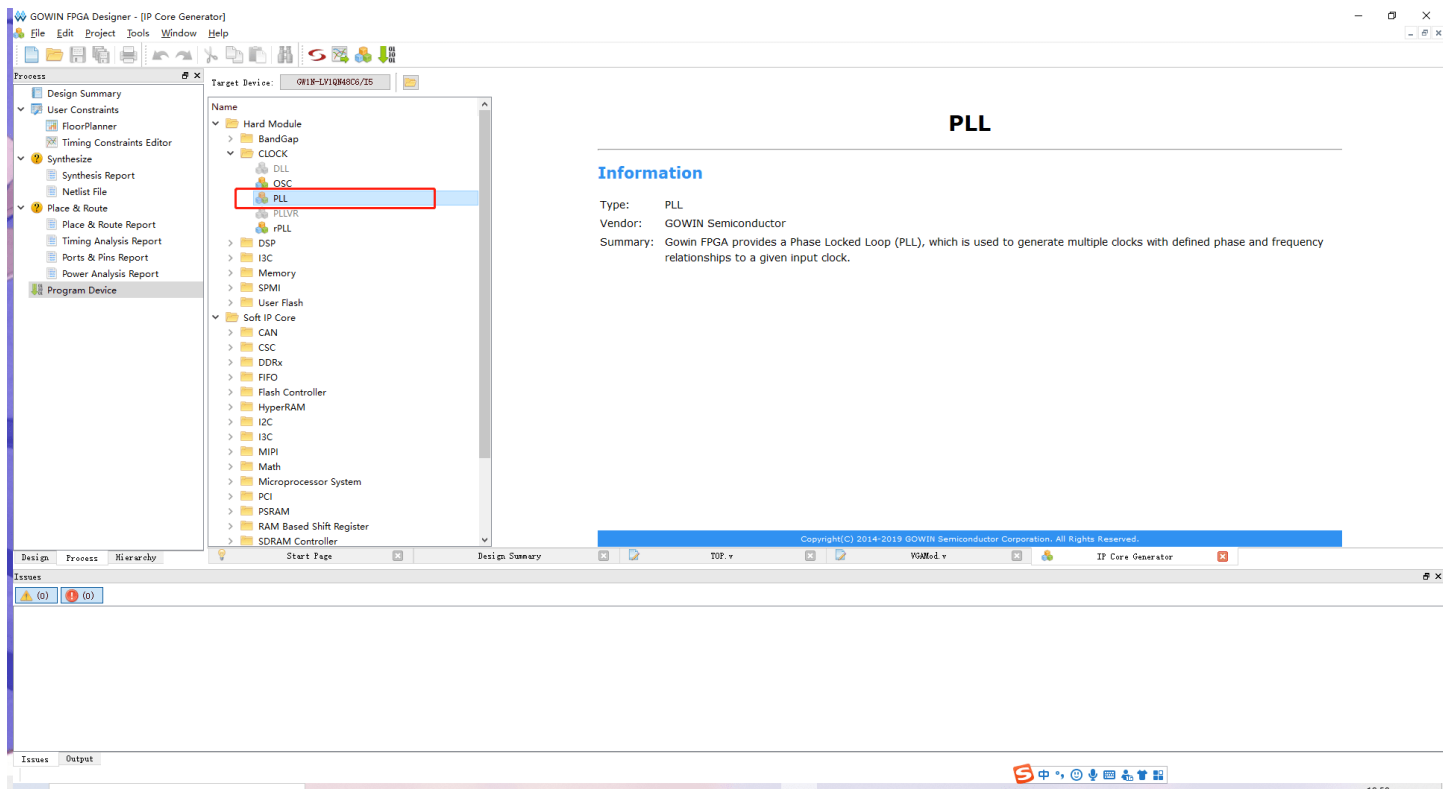 GOWIN FPGA Designer - [IP Core Generator]
File Edit Project Tools Window Help
Process
Target Device: GW1N-LV1QN48C6/I5
Design Summary
User Constraints
FloorPlanner
Timing Constraints Editor
Synthesize
Synthesis Report
Netlist File
Place & Route
Place & Route Report
Timing Analysis Report
Ports & Pins Report
Power Analysis Report
Program Device
Name
Hard Module
BandGap
CLOCK
DLL
OSC
PLL
PLLVR
rPLL
DSP
I3C
Memory
SPMI
User Flash
Soft IP Core
CAN
CSC
DDRx
FIFO
Flash Controller
HyperRAM
I2C
I3C
MIPI
Math
Microprocessor System
PCI
PSRAM
RAM Based Shift Register
SDRAM Controller
PLL
Information
Type: PLL
Vendor: GOWIN Semiconductor
Summary: Gowin FPGA provides a Phase Locked Loop (PLL), which is used to generate multiple clocks with defined phase and frequency
relationships to a given input clock.
Copyright(C) 2014-2019 GOWIN Semiconductor Corporation. All Rights Reserved.
Design Process Hierarchy
Start Page Design Summary TOP.v VGAMod.v IP Core Generator
Issues
(0) (0)
Issues Output
中